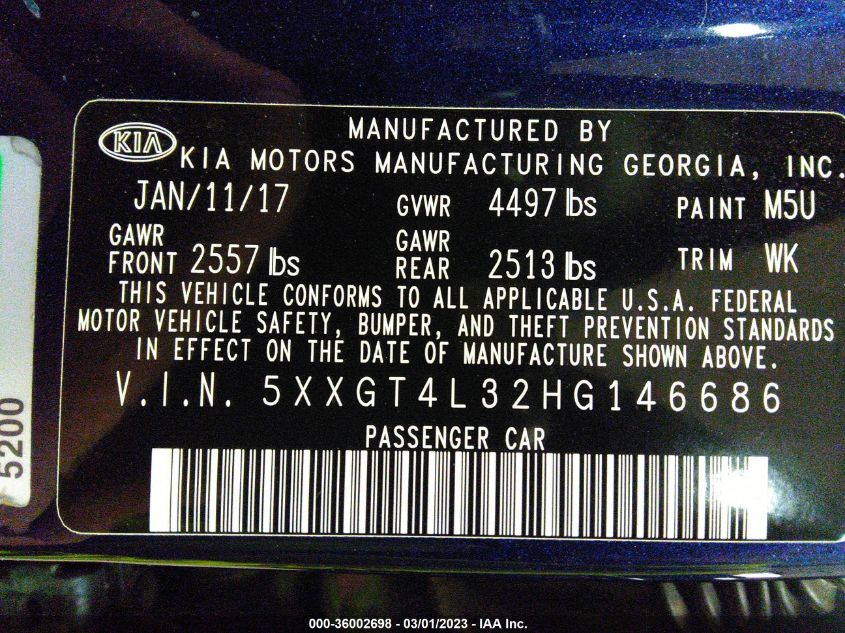 KIA
MANUFACTURED BY
KIA MOTORS MANUFACTURING GEORGIA, INC.
JAN/11/17 GVWR 4497 lbs PAINT M5U
GAWR FRONT 2557 lbs GAWR REAR 2513 lbs TRIM WK
THIS VEHICLE CONFORMS TO ALL APPLICABLE U.S.A. FEDERAL
MOTOR VEHICLE SAFETY, BUMPER, AND THEFT PREVENTION STANDARDS
IN EFFECT ON THE DATE OF MANUFACTURE SHOWN ABOVE.
V.I.N. 5XXGT4L32HG146686
PASSENGER CAR
5200
000-36002698 - 03/01/2023 - IAA Inc.